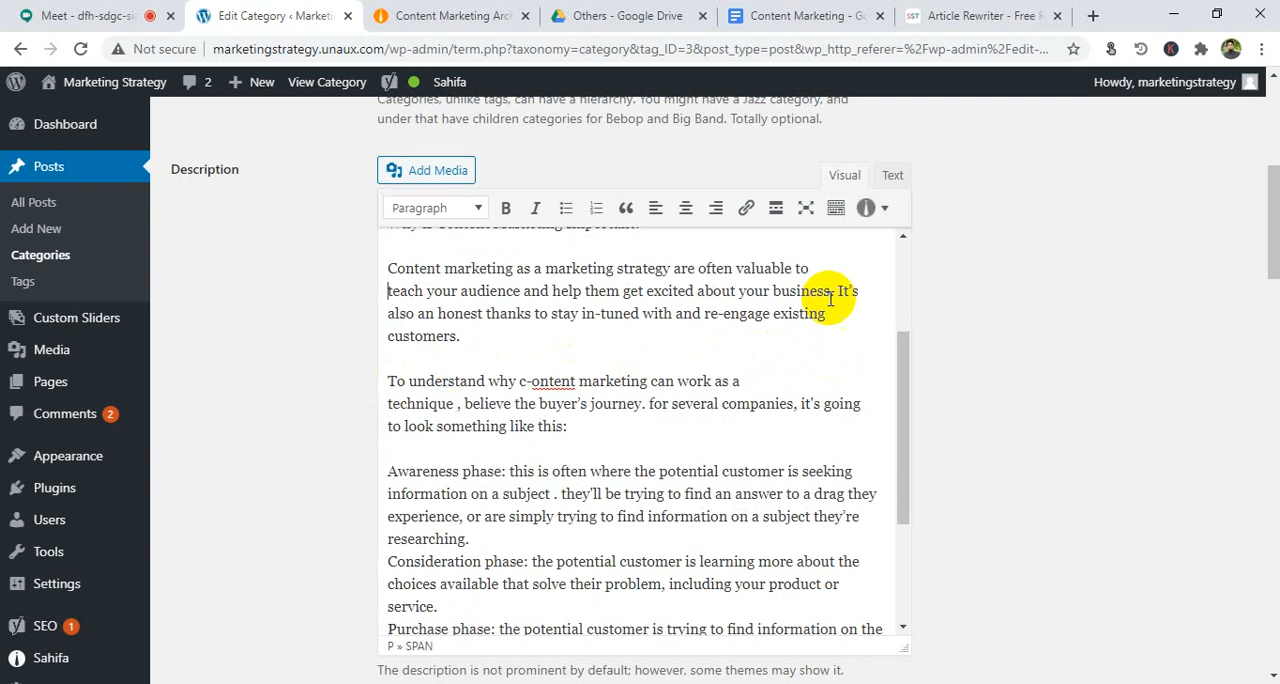 Meet - dfh-sdgc-sia
Edit Category ‹ Marketi
Content Marketing Arc
Others - Google Drive
Content Marketing - G
SST
Article Rewriter - Free R
Not secure
marketingstrategy.unaux.com/wp-admin/term.php?taxonomy=category&tag_ID=3&post_type=post&wp_http_referer=%2Fwp-admin%2Fedit-...
Marketing Strategy
2
New
View Category
Sahifa
Howdy, marketingstrategy
Categories, unlike tags, can have a hierarchy. You might have a Jazz category, and
under that have children categories for Bebop and Big Band. Totally optional.
Dashboard
Posts
All Posts
Add New
Categories
Tags
Custom Sliders
Media
Pages
Comments 2
Appearance
Plugins
Users
Tools
Settings
SEO 1
Sahifa
Description
Add Media
Visual
Text
Paragraph
B
I
Why is Content Marketing Important?
Content marketing as a marketing strategy are often valuable to
teach your audience and help them get excited about your business. It's
also an honest thanks to stay in-tuned with and re-engage existing
customers.
To understand why c-ontent marketing can work as a
technique , believe the buyer's journey. for several companies, it's going
to look something like this:
Awareness phase: this is often where the potential customer is seeking
information on a subject . they'll be trying to find an answer to a drag they
experience, or are simply trying to find information on a subject they're
researching.
Consideration phase: the potential customer is learning more about the
choices available that solve their problem, including your product or
service.
Purchase phase: the potential customer is trying to find information on the
P » SPAN
The description is not prominent by default; however, some themes may show it.